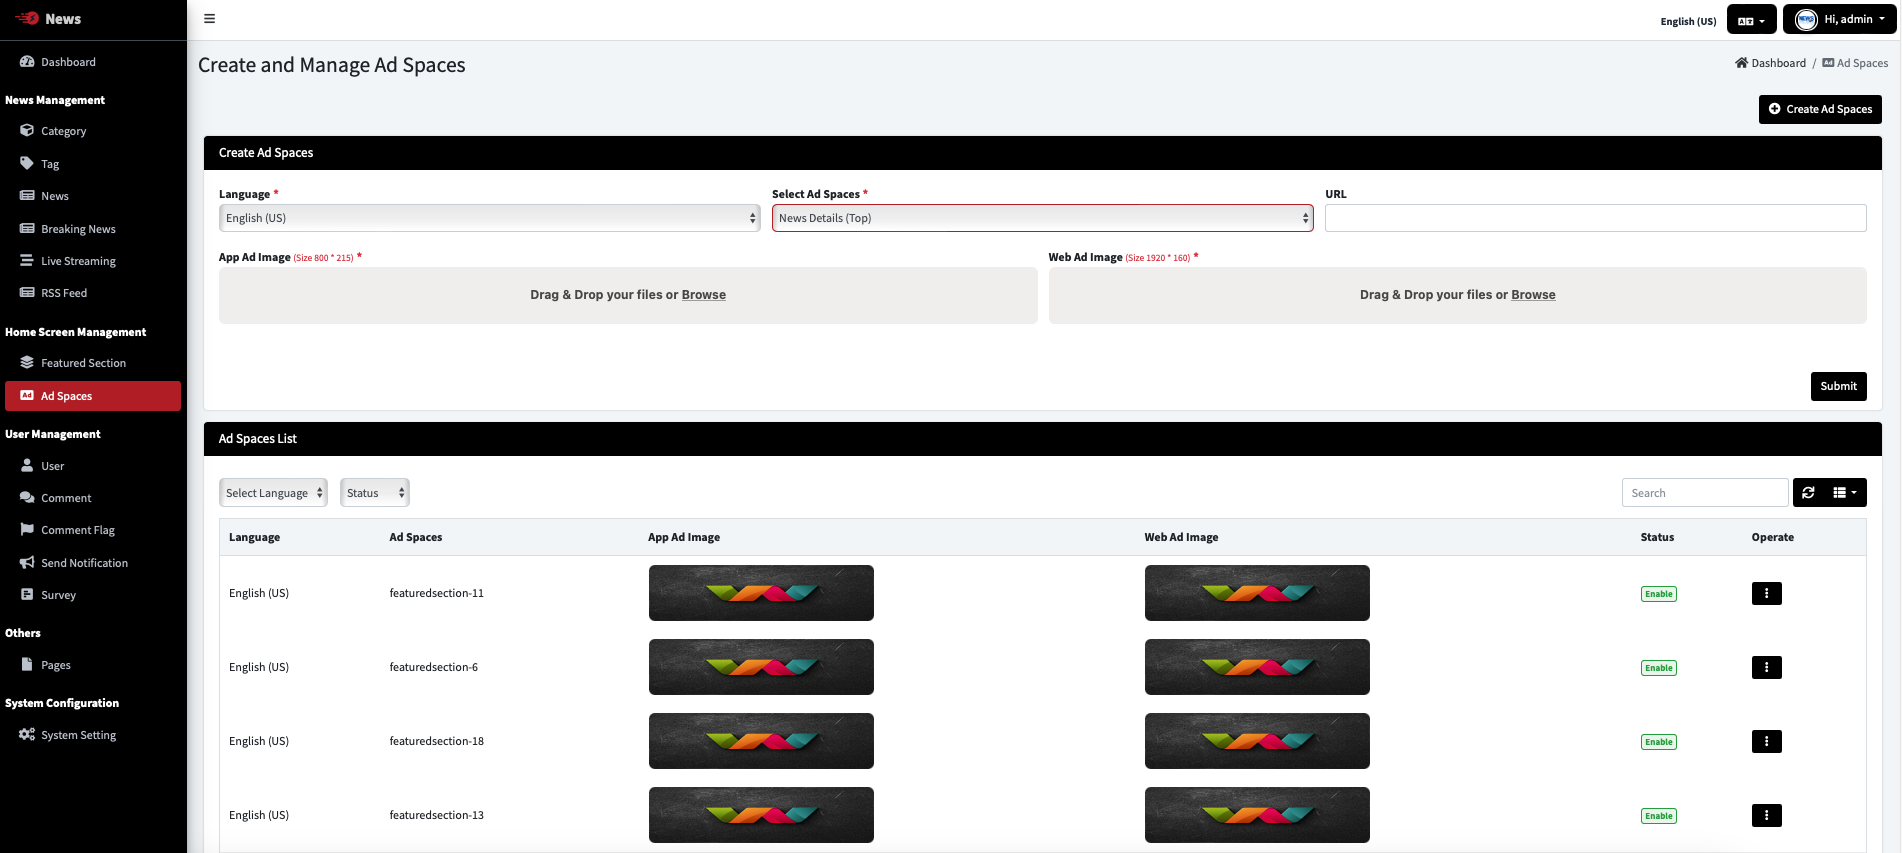 News
English (US)
Hi, admin
Dashboard
News Management
Category
Tag
News
Breaking News
Live Streaming
RSS Feed
Home Screen Management
Featured Section
Ad Spaces
User Management
User
Comment
Comment Flag
Send Notification
Survey
Others
Pages
System Configuration
System Setting
Create and Manage Ad Spaces
Dashboard / Ad Spaces
Create Ad Spaces
Create Ad Spaces
Language * Select Ad Spaces * URL
English (US) News Details (Top)
App Ad Image (Size 800 * 215) * Web Ad Image (Size 1920 * 160) *
Drag & Drop your files or Browse Drag & Drop your files or Browse
Submit
Ad Spaces List
Select Language Status Search
Language Ad Spaces App Ad Image Web Ad Image Status Operate
English (US) featuredsection-11 Enable
English (US) featuredsection-6 Enable
English (US) featuredsection-18 Enable
English (US) featuredsection-13 Enable